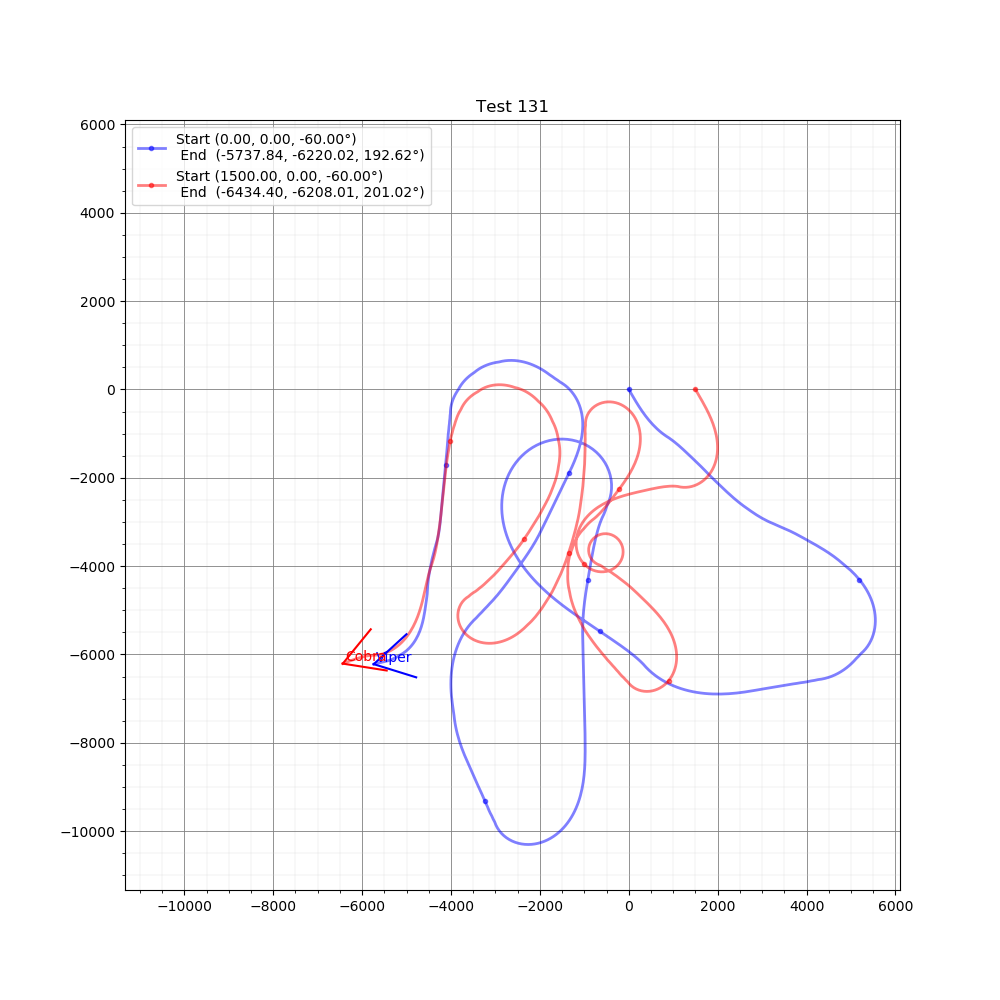 Test 131
Start (0.00, 0.00, -60.00°)
End (-5737.84, -6220.02, 192.62°)
Start (1500.00, 0.00, -60.00°)
End (-6434.40, -6208.01, 201.02°)
6000
4000
2000
0
−2000
−4000
−6000
−8000
−10000
Cobra
Viper
−10000 −8000 −6000 −4000 −2000 0 2000 4000 6000